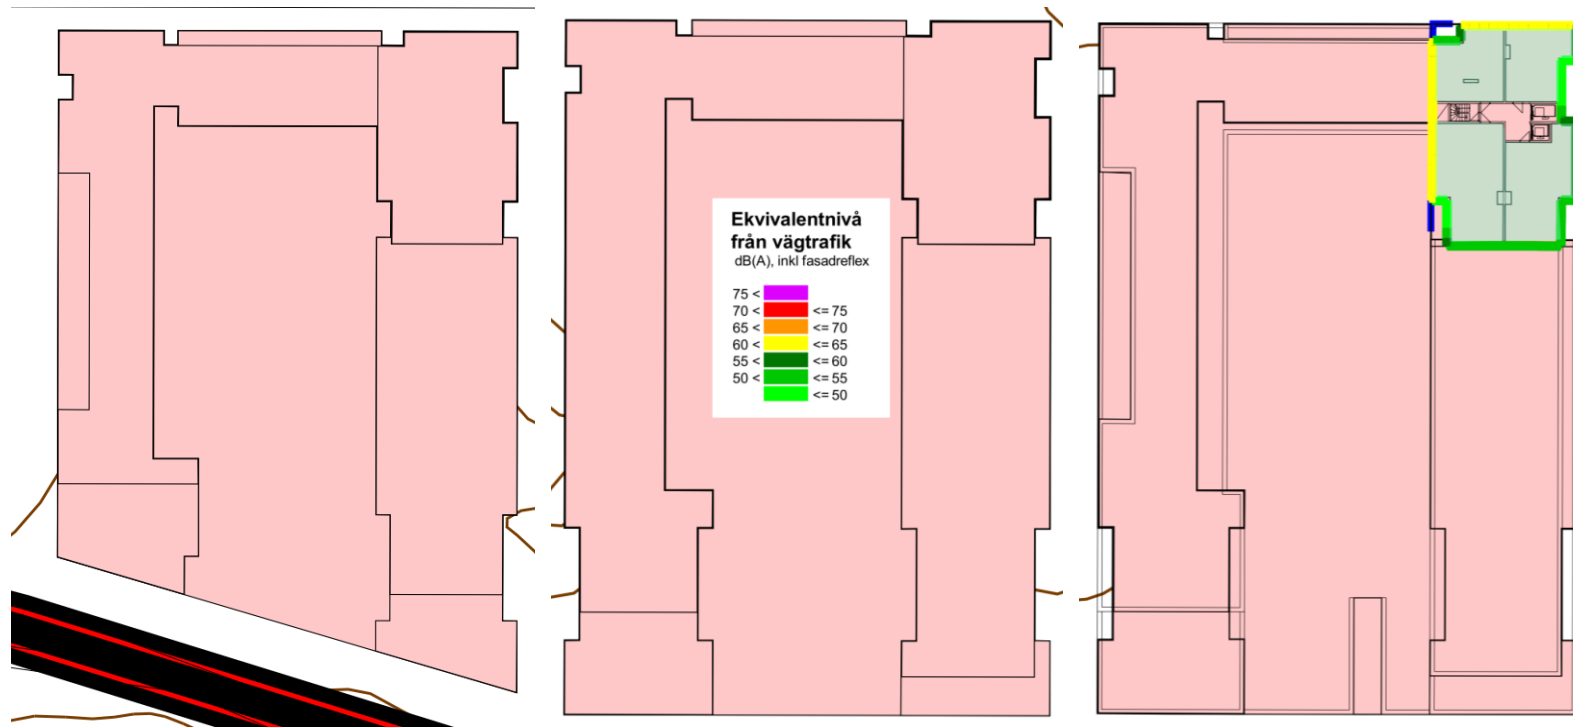 Ekvivalentnivå
från vägtrafik
dB(A), inkl fasadreflex
75 <
70 < <= 75
65 < <= 70
60 < <= 65
55 < <= 60
50 < <= 55
<= 50